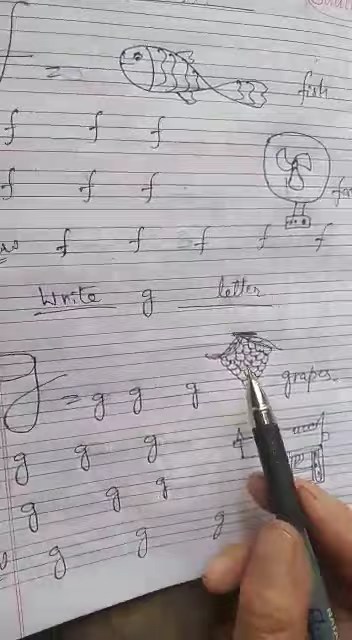 f = fish
f f f
f f f
f f f f f
Write g letter
g = g g g grapes
g g g
g g g
g g g